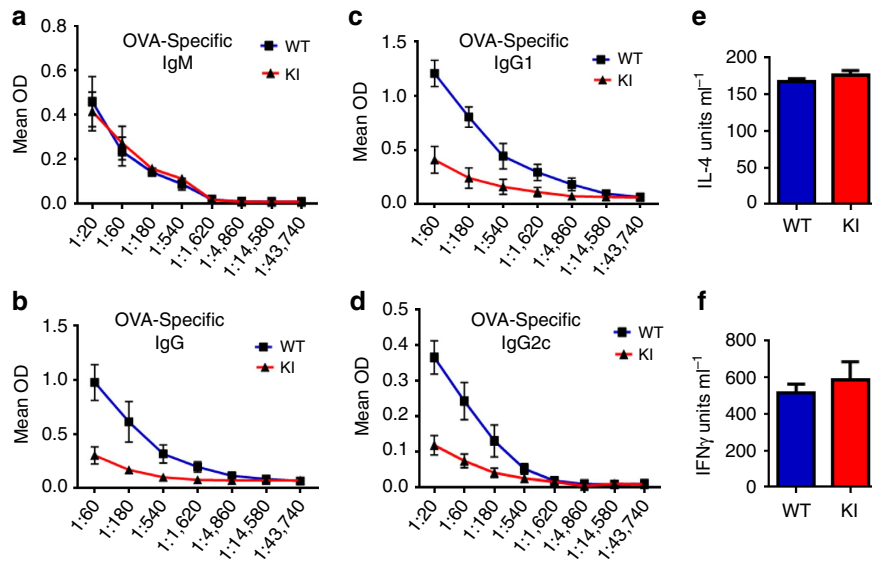 a
0.8
0.6
0.4
0.2
0.0
Mean OD
OVA-Specific
IgM
WT
KI
1:20
1:60
1:180
1:540
1:1,620
1:4,860
1:14,580
1:43,740
c
1.5
1.0
0.5
0.0
Mean OD
OVA-Specific
IgG1
WT
KI
1:60
1:180
1:540
1:1,620
1:4,860
1:14,580
1:43,740
e
200
150
100
50
0
IL-4 units ml−1
WT
KI
b
1.5
1.0
0.5
0.0
Mean OD
OVA-Specific
IgG
WT
KI
1:60
1:180
1:540
1:1,620
1:4,860
1:14,580
1:43,740
d
0.5
0.4
0.3
0.2
0.1
0.0
Mean OD
OVA-Specific
IgG2c
WT
KI
1:20
1:60
1:180
1:540
1:1,620
1:4,860
1:14,580
1:43,740
f
800
600
400
200
0
IFNγ units ml−1
WT
KI